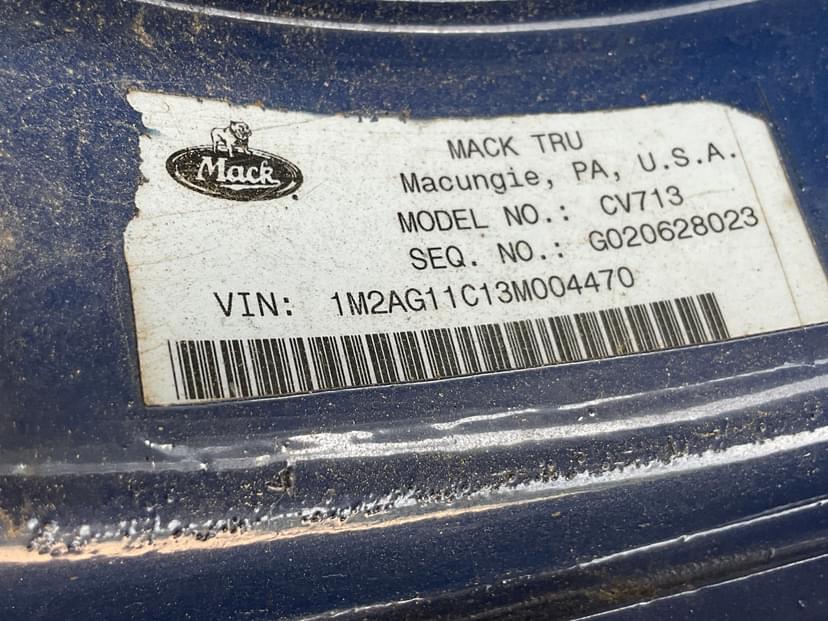 Mack
MACK TRU
Macungie, PA, U.S.A.
MODEL NO.: CV713
SEQ. NO.: G020628023
VIN: 1M2AG11C13M004470